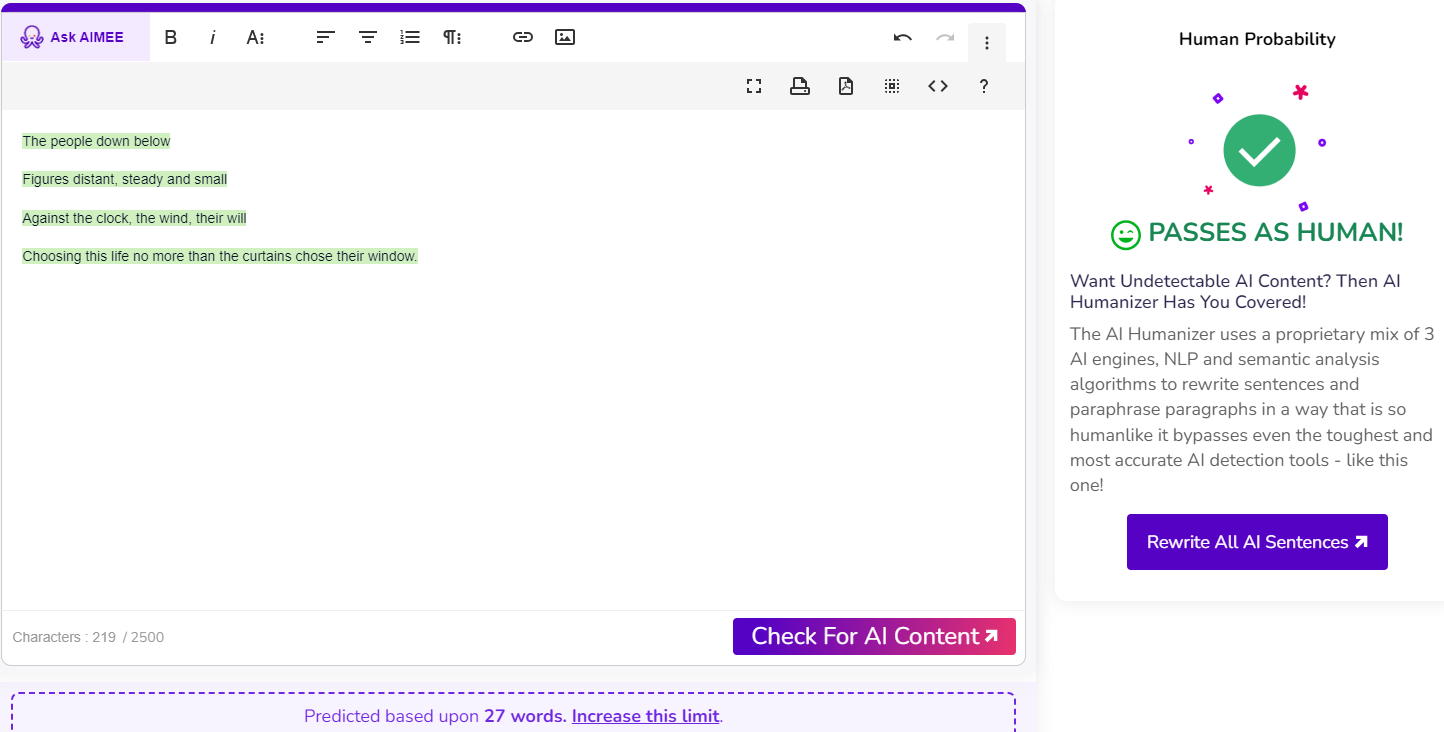 Ask AIMEE
B i A
The people down below
Figures distant, steady and small
Against the clock, the wind, their will
Choosing this life no more than the curtains chose their window.
Characters : 219 / 2500
Check For AI Content
Predicted based upon 27 words. Increase this limit.
Human Probability
PASSES AS HUMAN!
Want Undetectable AI Content? Then AI
Humanizer Has You Covered!
The AI Humanizer uses a proprietary mix of 3
AI engines, NLP and semantic analysis
algorithms to rewrite sentences and
paraphrase paragraphs in a way that is so
humanlike it bypasses even the toughest and
most accurate AI detection tools - like this
one!
Rewrite All AI Sentences